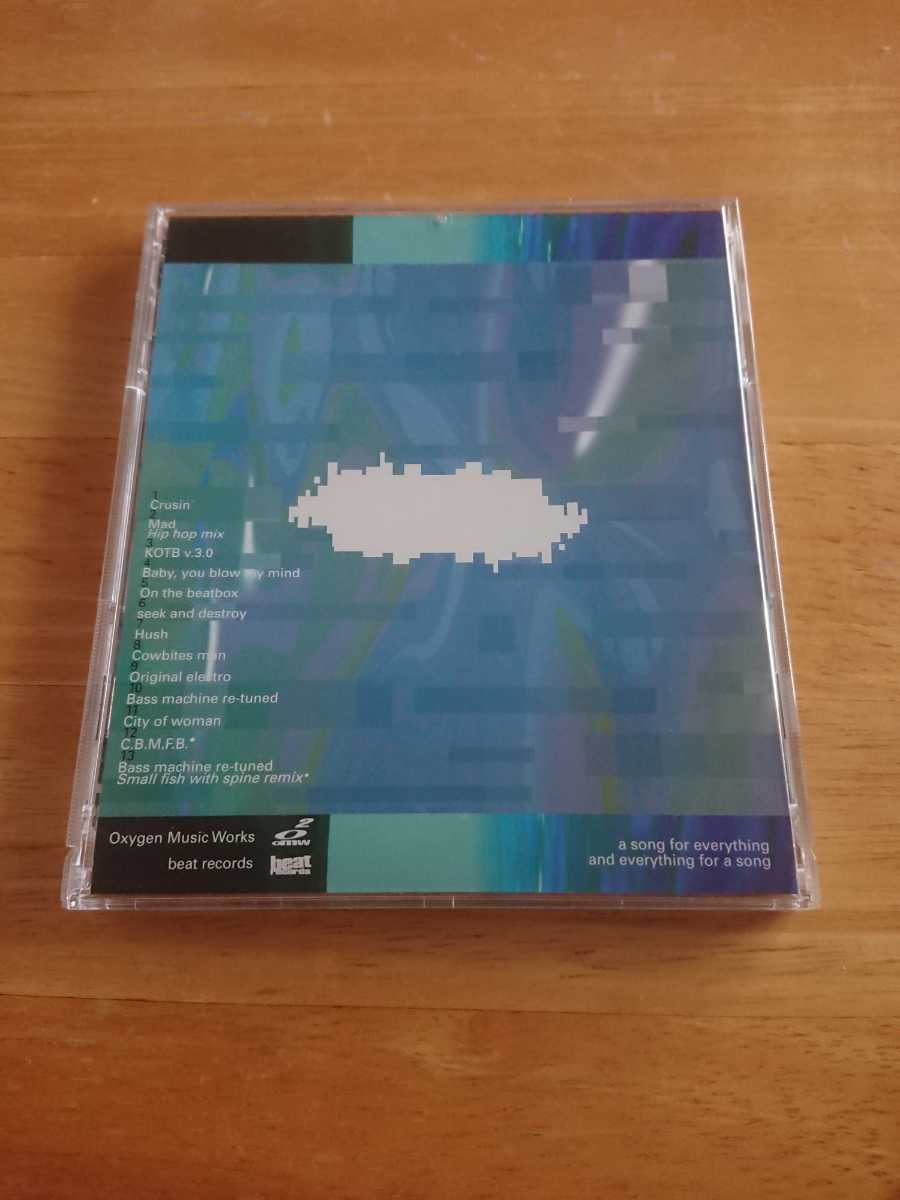 1
Crusin'
2
Mad
Hip hop mix
3
KOTB v.3.0
4
Baby, you blow my mind
5
On the beatbox
6
seek and destroy
7
Hush
8
Cowbites man
9
Original electro
10
Bass machine re-tuned
11
City of woman
12
C.B.M.F.B.*
13
Bass machine re-tuned
Small fish with spine remix*
Oxygen Music Works
2
omw
beat records
beat
Records
a song for everything
and everything for a song